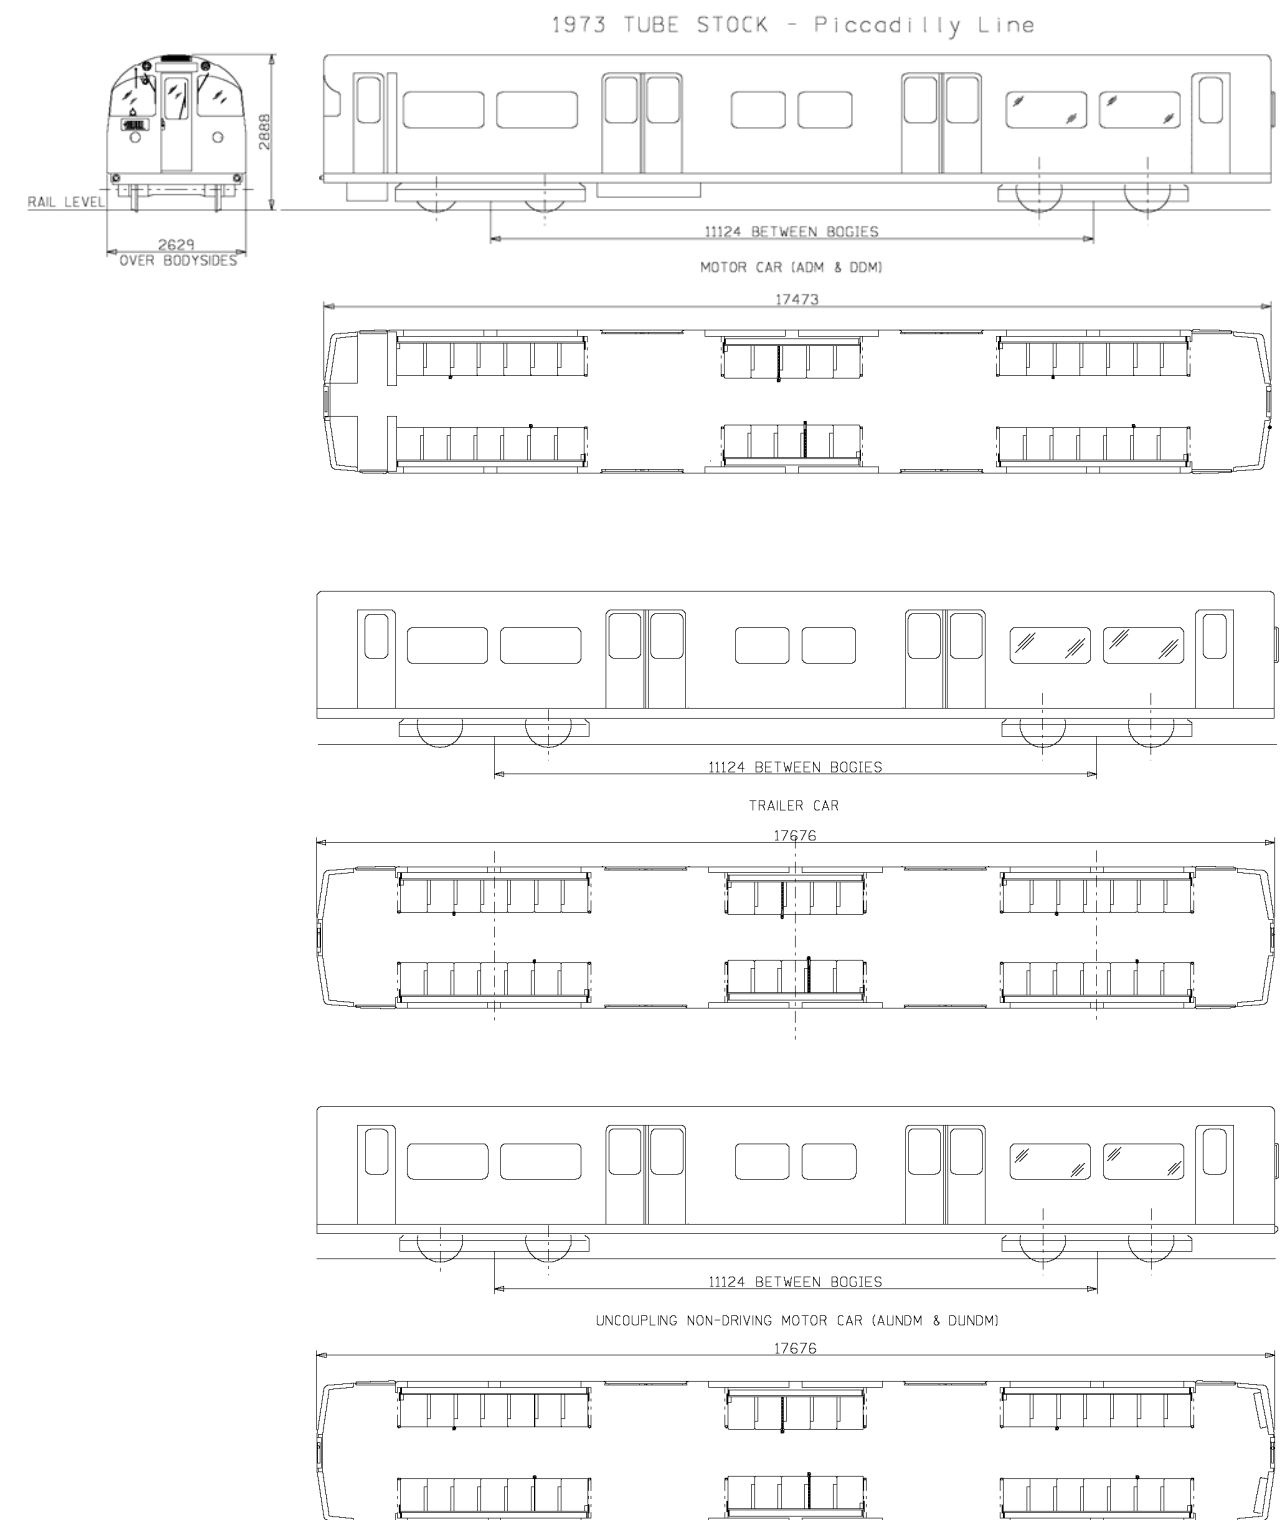 1973 TUBE STOCK - Piccadilly Line
2888
RAIL LEVEL
2629
OVER BODYSIDES
11124 BETWEEN BOGIES
MOTOR CAR (ADM & DDM)
17473
11124 BETWEEN BOGIES
TRAILER CAR
17676
11124 BETWEEN BOGIES
UNCOUPLING NON-DRIVING MOTOR CAR (AUNDM & DUNDM)
17676